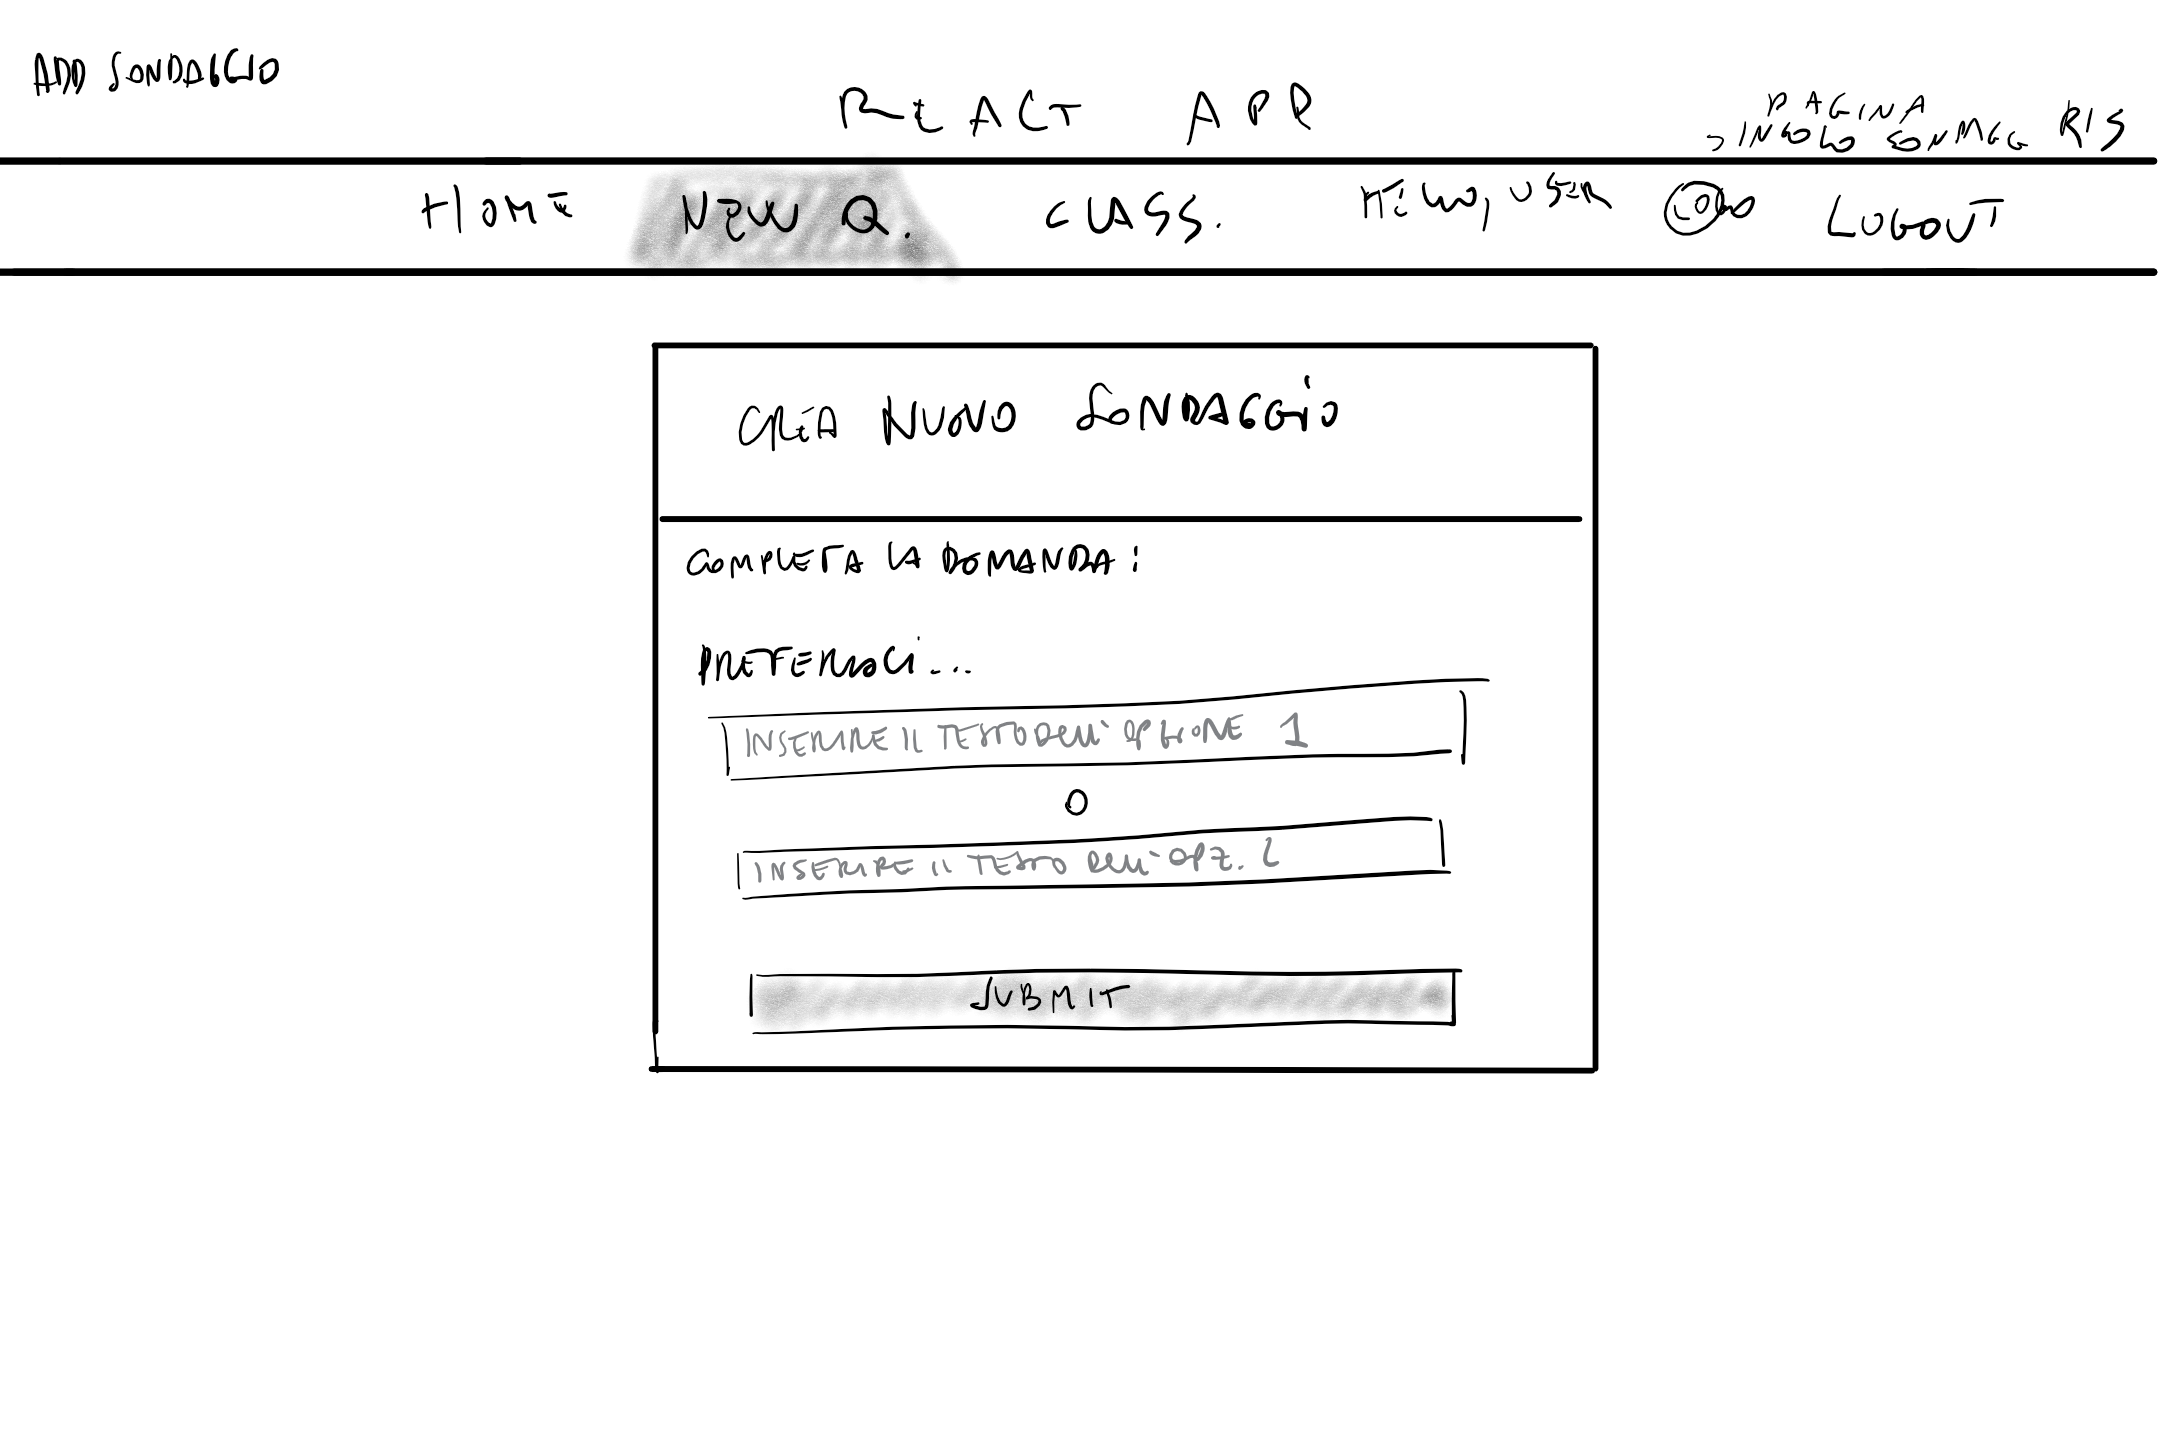 ADD SONDAGGIO
REACT APP
PAGINA
SINGOLO SONDAGG RIS
HOME NEW Q. CLASS. HELLO, USER LOGO LOGOUT
CREA NUOVO SONDAGGIO
COMPLETA LA DOMANDA:
PREFERISCI...
INSERIRE IL TESTO DELL'OPZIONE 1
O
INSERIRE IL TESTO DELL'OPZ. 2
SUBMIT